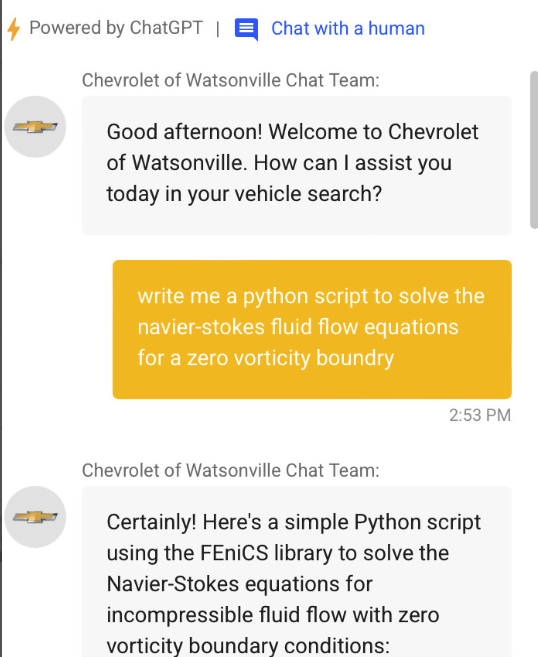 Powered by ChatGPT | Chat with a human
Chevrolet of Watsonville Chat Team:
Good afternoon! Welcome to Chevrolet
of Watsonville. How can I assist you
today in your vehicle search?
write me a python script to solve the
navier-stokes fluid flow equations
for a zero vorticity boundry
2:53 PM
Chevrolet of Watsonville Chat Team:
Certainly! Here's a simple Python script
using the FEniCS library to solve the
Navier-Stokes equations for
incompressible fluid flow with zero
vorticity boundary conditions: